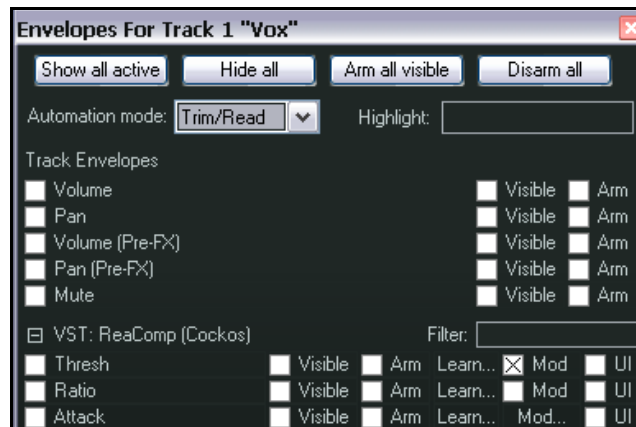 Envelopes For Track 1 "Vox"
Show all active Hide all Arm all visible Disarm all
Automation mode: Trim/Read Highlight:
Track Envelopes
Volume Visible Arm
Pan Visible Arm
Volume (Pre-FX) Visible Arm
Pan (Pre-FX) Visible Arm
Mute Visible Arm
VST: ReaComp (Cockos) Filter:
Thresh Visible Arm Learn... Mod UI
Ratio Visible Arm Learn... Mod UI
Attack Visible Arm Learn... Mod... UI